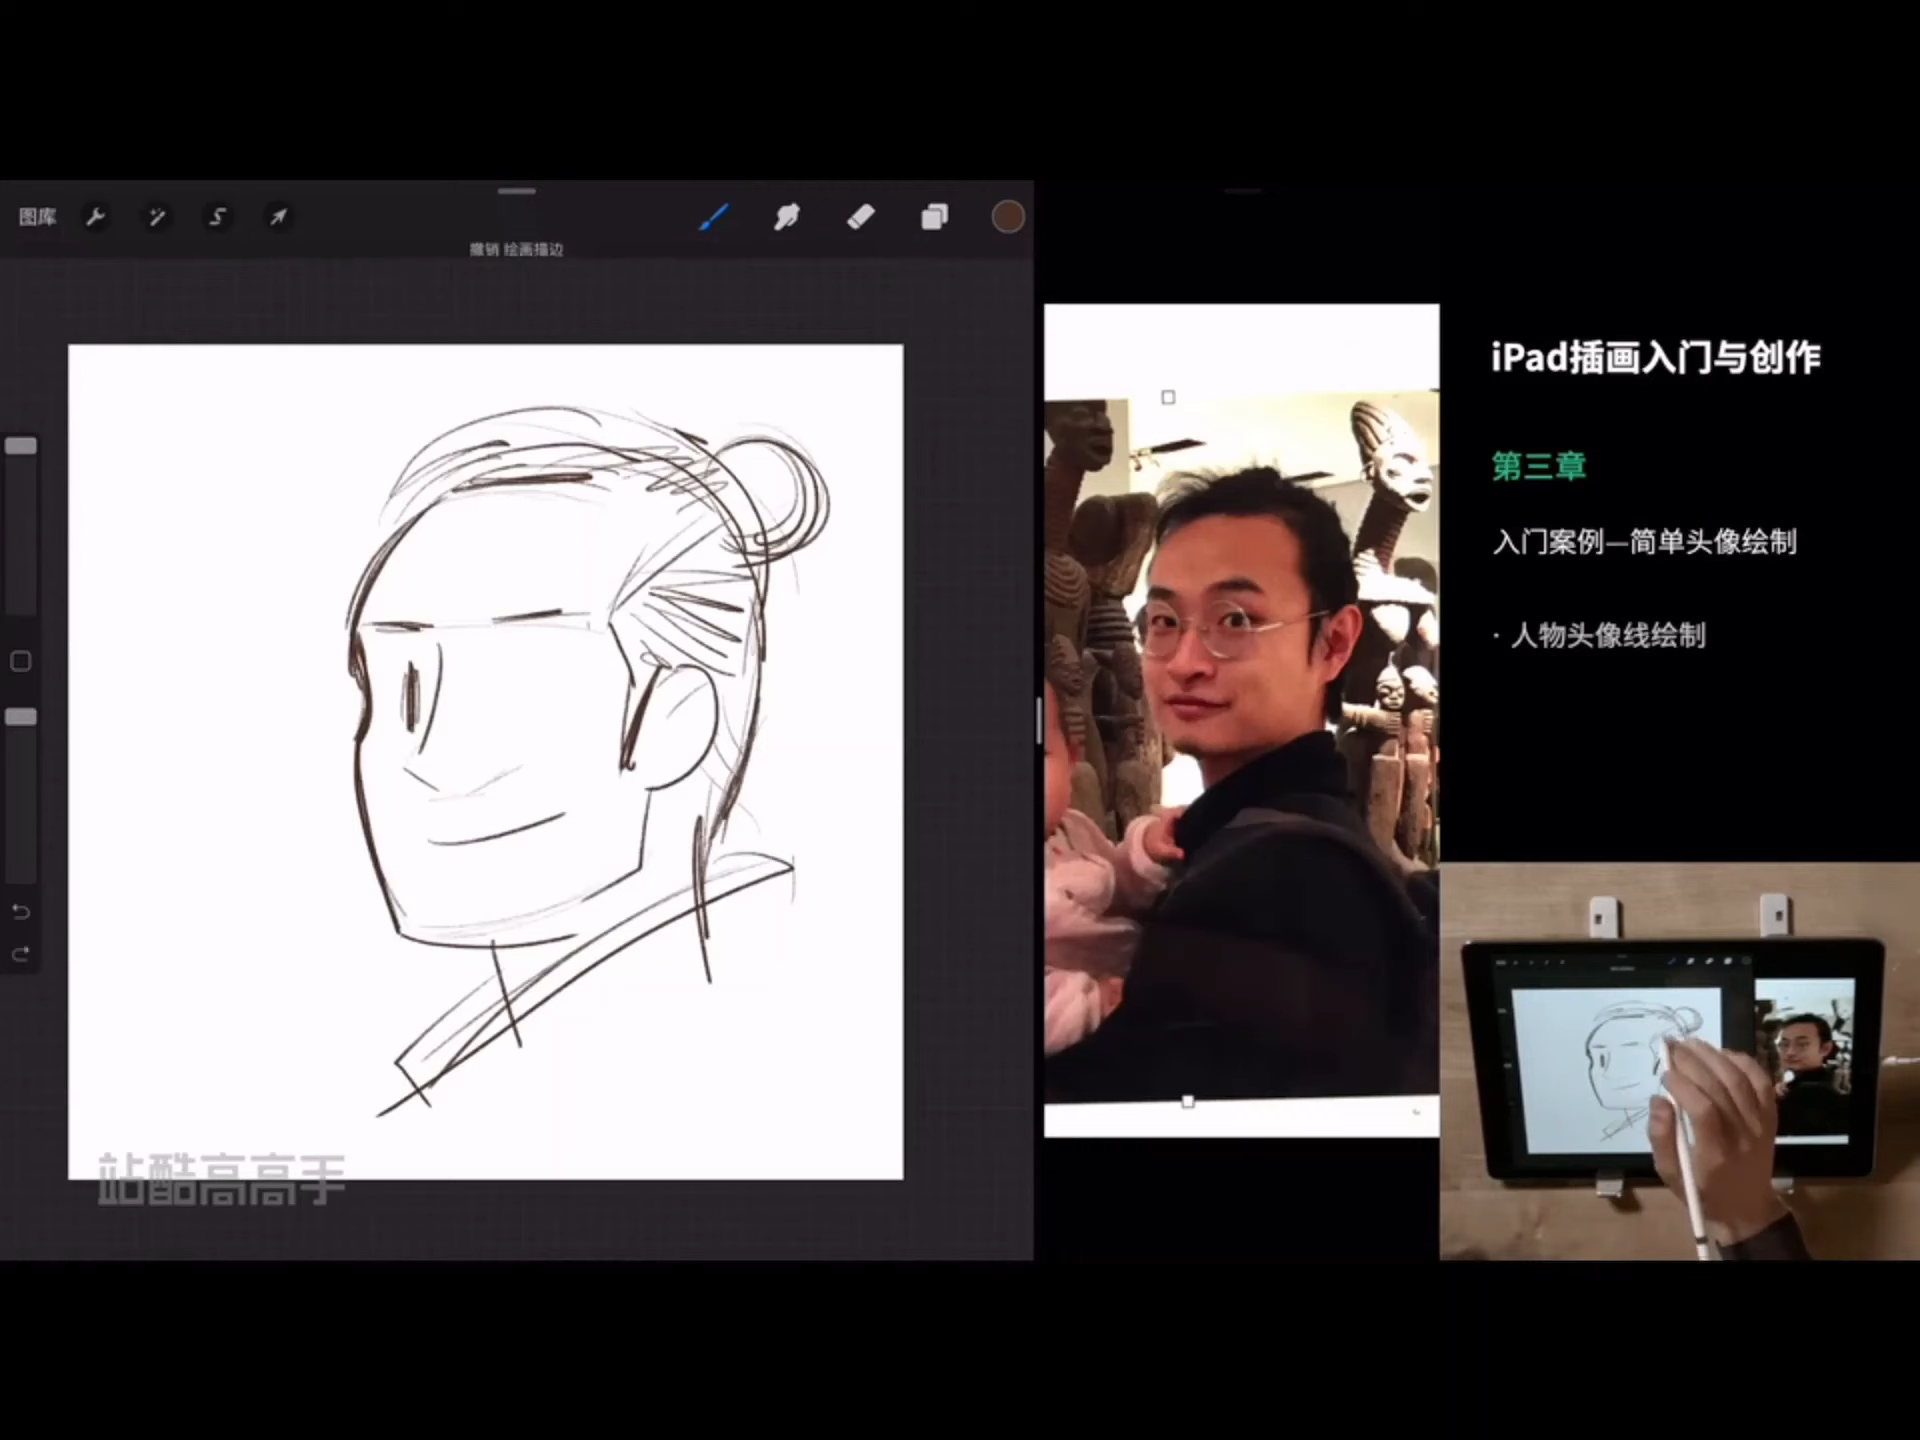 图库
撤销 绘画描边
iPad插画入门与创作
第三章
入门案例—简单头像绘制
· 人物头像线绘制
站酷高高手